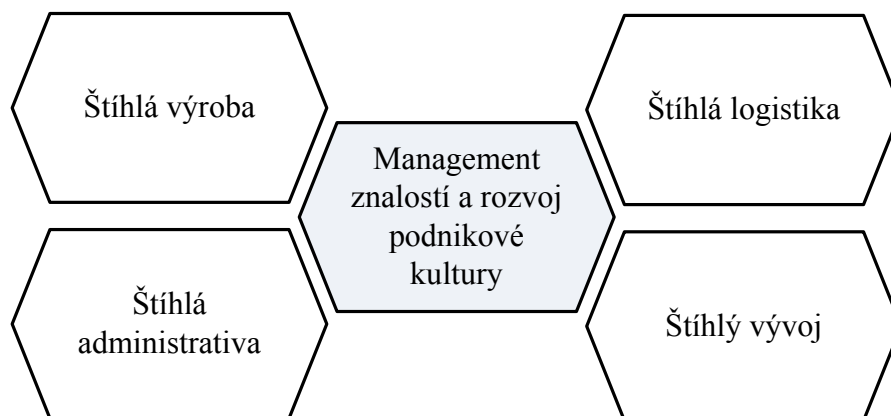 Štíhlá výroba
Štíhlá logistika
Management
znalostí a rozvoj
podnikové
kultury
Štíhlá
administrativa
Štíhlý vývoj